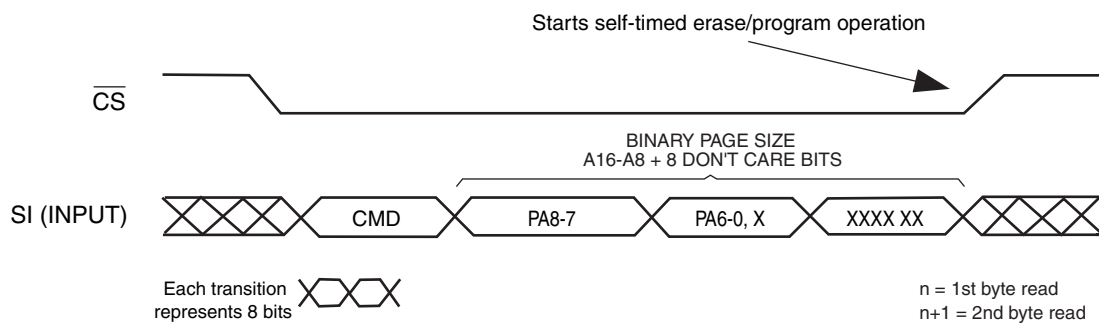 Starts self-timed erase/program operation
CS
BINARY PAGE SIZE
A16-A8 + 8 DON'T CARE BITS
SI (INPUT)
CMD
PA8-7
PA6-0, X
XXXX XX
Each transition
represents 8 bits
n = 1st byte read
n+1 = 2nd byte read